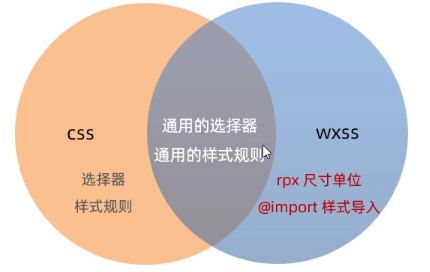 css
选择器
样式规则
通用的选择器
通用的样式规则
wxss
rpx 尺寸单位
@import 样式导入